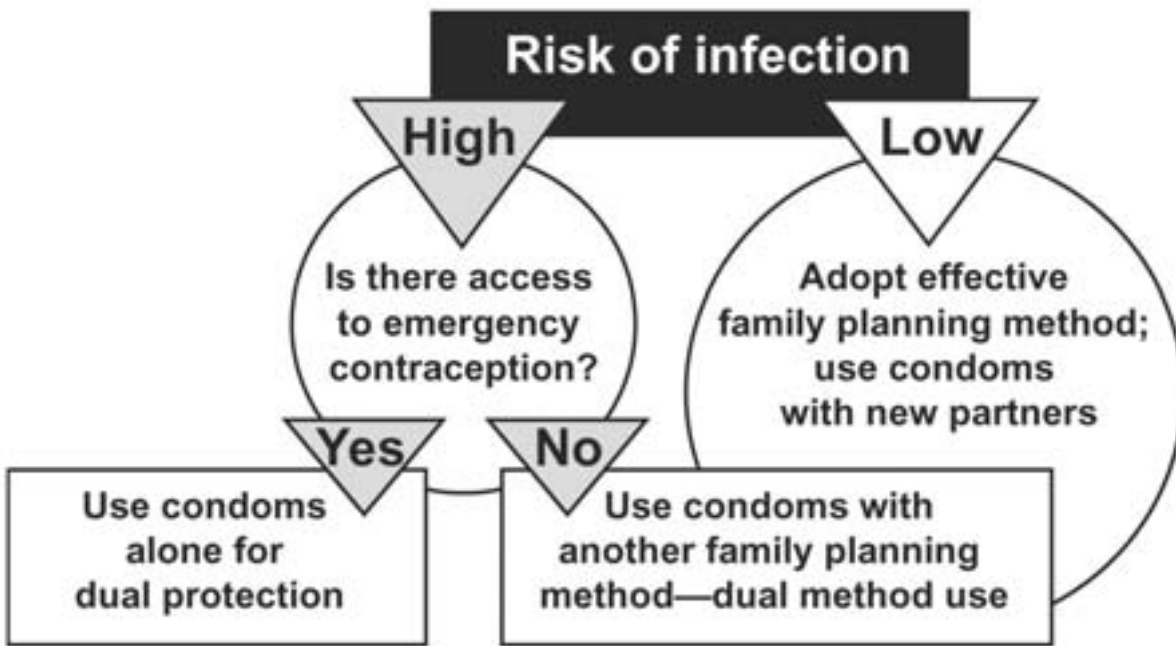 Risk of infection
High
Low
Is there access
to emergency
contraception?
Adopt effective
family planning method;
use condoms
with new partners
Yes
No
Use condoms
alone for
dual protection
Use condoms with
another family planning
method—dual method use